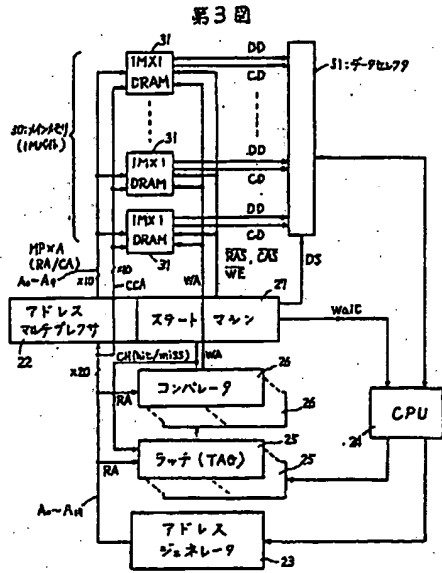 第3図
31
1MX1
DRAM
DD
CD
51:データセレクタ
30:メインメモリ
31
1MX1
DRAM
DD
CD
1MX1
DRAM
31
DD
CD
MPXA
(RA/CA)
A0~A9
×10
×10
CCA
WA
RAS, CAS
WE
DS
27
アドレス
マルチプレクサ
22
スタート マシン
Wait
×20
CH(hit/miss)
WA
26
コンパレータ
26
RA
CPU
24
25
ラッチ(TAG)
25
RA
A0~A19
アドレス
ジェネレータ
23